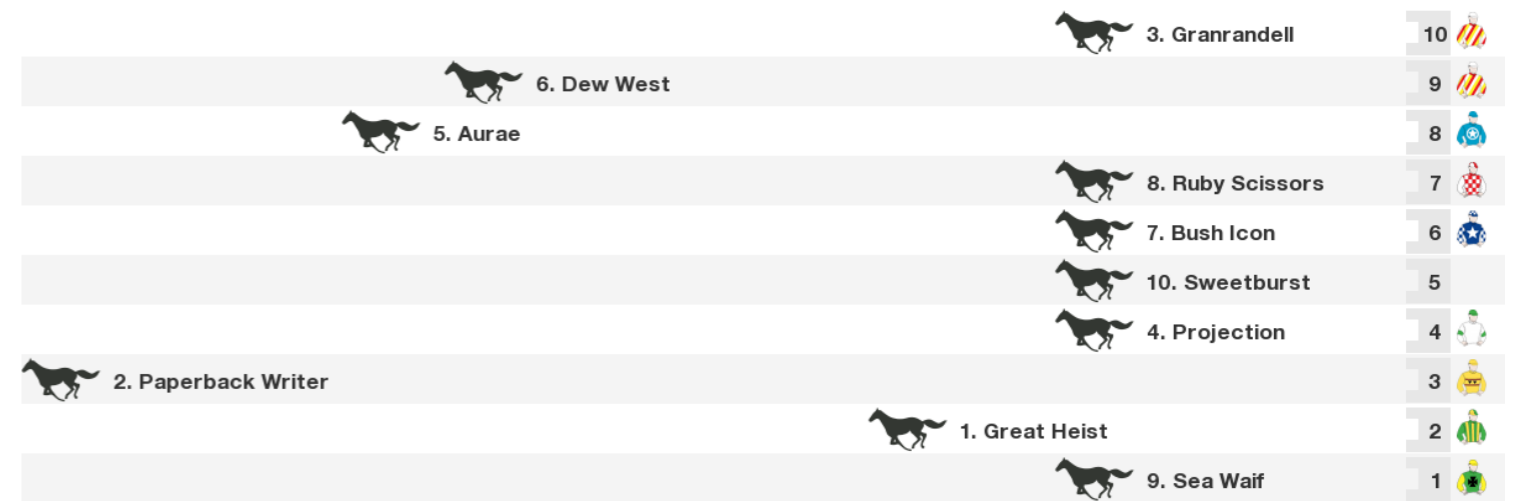 3. Granrandell 10
6. Dew West 9
5. Aurae 8
8. Ruby Scissors 7
7. Bush Icon 6
10. Sweetburst 5
4. Projection 4
2. Paperback Writer 3
1. Great Heist 2
9. Sea Waif 1